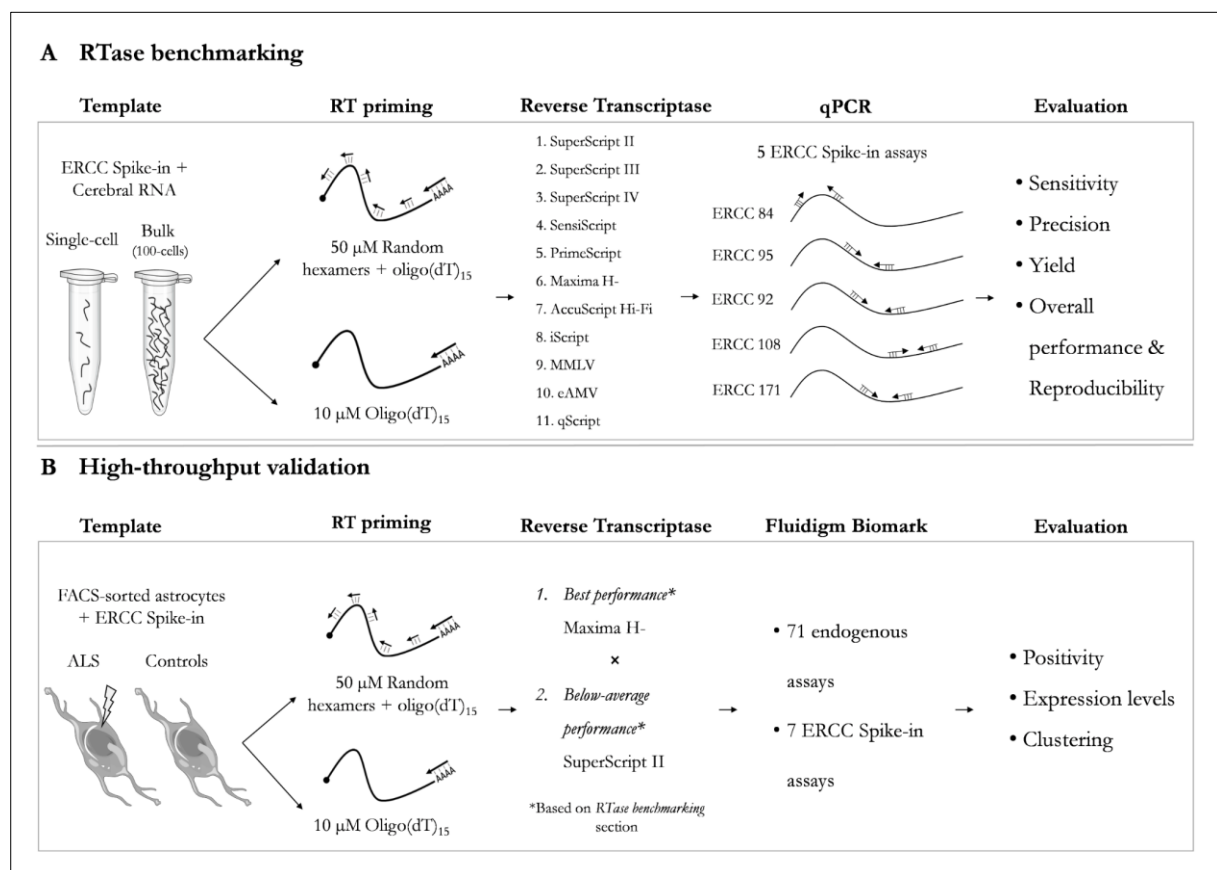 A RTase benchmarking
Template
RT priming
Reverse Transcriptase
qPCR
Evaluation
ERCC Spike-in +
Cerebral RNA
Single-cell
Bulk
(100-cells)
AAAA
50 μM Random
hexamers + oligo(dT)15
AAAA
10 μM Oligo(dT)15
1. SuperScript II
2. SuperScript III
3. SuperScript IV
4. SensiScript
5. PrimeScript
6. Maxima H-
7. AccuScript Hi-Fi
8. iScript
9. MMLV
10. eAMV
11. qScript
5 ERCC Spike-in assays
ERCC 84
ERCC 95
ERCC 92
ERCC 108
ERCC 171
• Sensitivity
• Precision
• Yield
• Overall
performance &
Reproducibility
B High-throughput validation
Template
RT priming
Reverse Transcriptase
Fluidigm Biomark
Evaluation
FACS-sorted astrocytes
+ ERCC Spike-in
ALS
Controls
AAAA
50 μM Random
hexamers + oligo(dT)15
AAAA
10 μM Oligo(dT)15
1. Best performance*
Maxima H-
×
2. Below-average
performance*
SuperScript II
*Based on RTase benchmarking
section
• 71 endogenous
assays
• 7 ERCC Spike-in
assays
• Positivity
• Expression levels
• Clustering